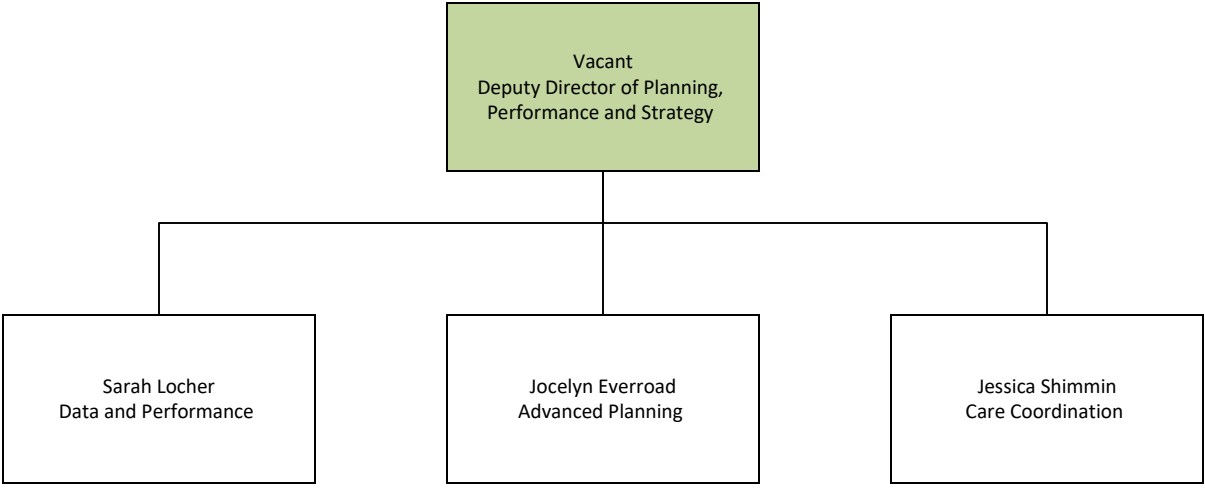 Vacant
Deputy Director of Planning,
Performance and Strategy
Sarah Locher
Data and Performance
Jocelyn Everroad
Advanced Planning
Jessica Shimmin
Care Coordination